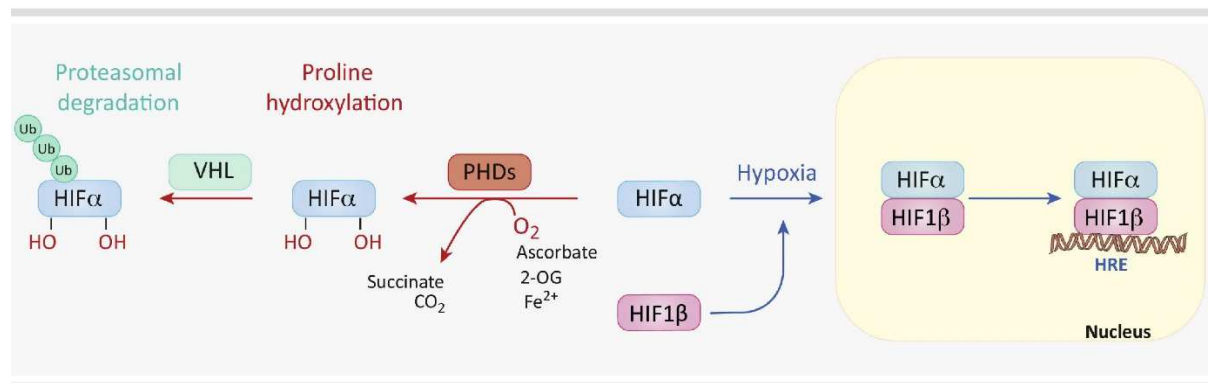 Proteasomal
degradation
Proline
hydroxylation
Ub
Ub
Ub
HIFα
HO
OH
VHL
HIFα
HO
OH
PHDs
O₂
Ascorbate
2-OG
Fe²⁺
Succinate
CO₂
HIFα
HIF1β
Hypoxia
HIFα
HIF1β
HIFα
HIF1β
HRE
Nucleus